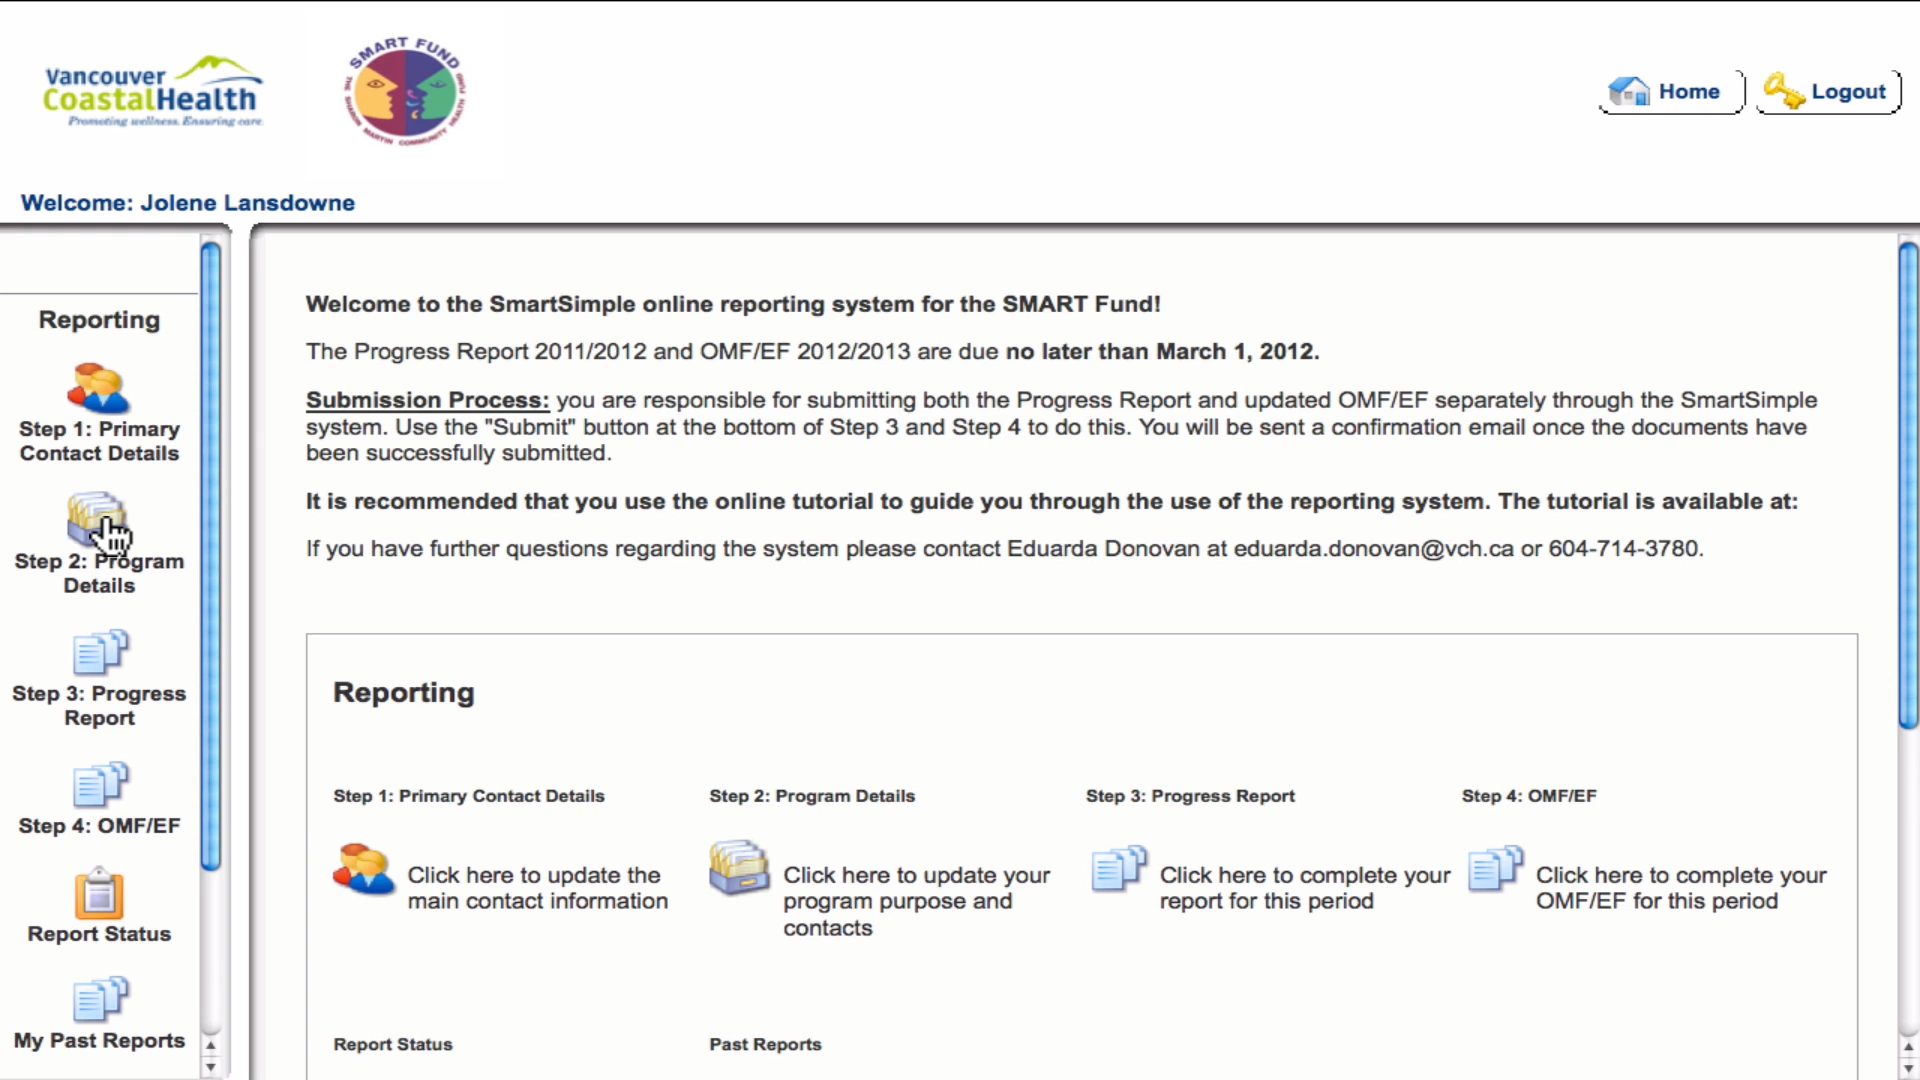 Vancouver
CoastalHealth
Promoting wellness. Ensuring care.
SMART FUND
THE SHARON MARTIN COMMUNITY HEALTH FUND
Home
Logout
Welcome: Jolene Lansdowne
Reporting
Step 1: Primary
Contact Details
Step 2: Program
Details
Step 3: Progress
Report
Step 4: OMF/EF
Report Status
My Past Reports
Welcome to the SmartSimple online reporting system for the SMART Fund!
The Progress Report 2011/2012 and OMF/EF 2012/2013 are due no later than March 1, 2012.
Submission Process: you are responsible for submitting both the Progress Report and updated OMF/EF separately through the SmartSimple
system. Use the "Submit" button at the bottom of Step 3 and Step 4 to do this. You will be sent a confirmation email once the documents have
been successfully submitted.
It is recommended that you use the online tutorial to guide you through the use of the reporting system. The tutorial is available at:
If you have further questions regarding the system please contact Eduarda Donovan at eduarda.donovan@vch.ca or 604-714-3780.
Reporting
Step 1: Primary Contact Details
Click here to update the
main contact information
Step 2: Program Details
Click here to update your
program purpose and
contacts
Step 3: Progress Report
Click here to complete your
report for this period
Step 4: OMF/EF
Click here to complete your
OMF/EF for this period
Report Status
Past Reports